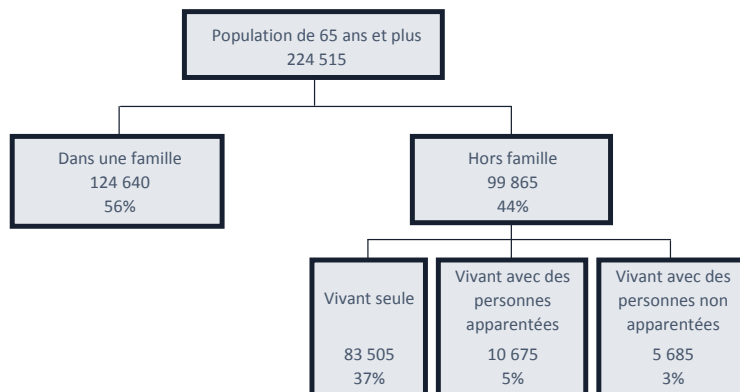 Population de 65 ans et plus
224 515
Dans une famille
124 640
56%
Hors famille
99 865
44%
Vivant seule
83 505
37%
Vivant avec des
personnes
apparentées
10 675
5%
Vivant avec des
personnes non
apparentées
5 685
3%